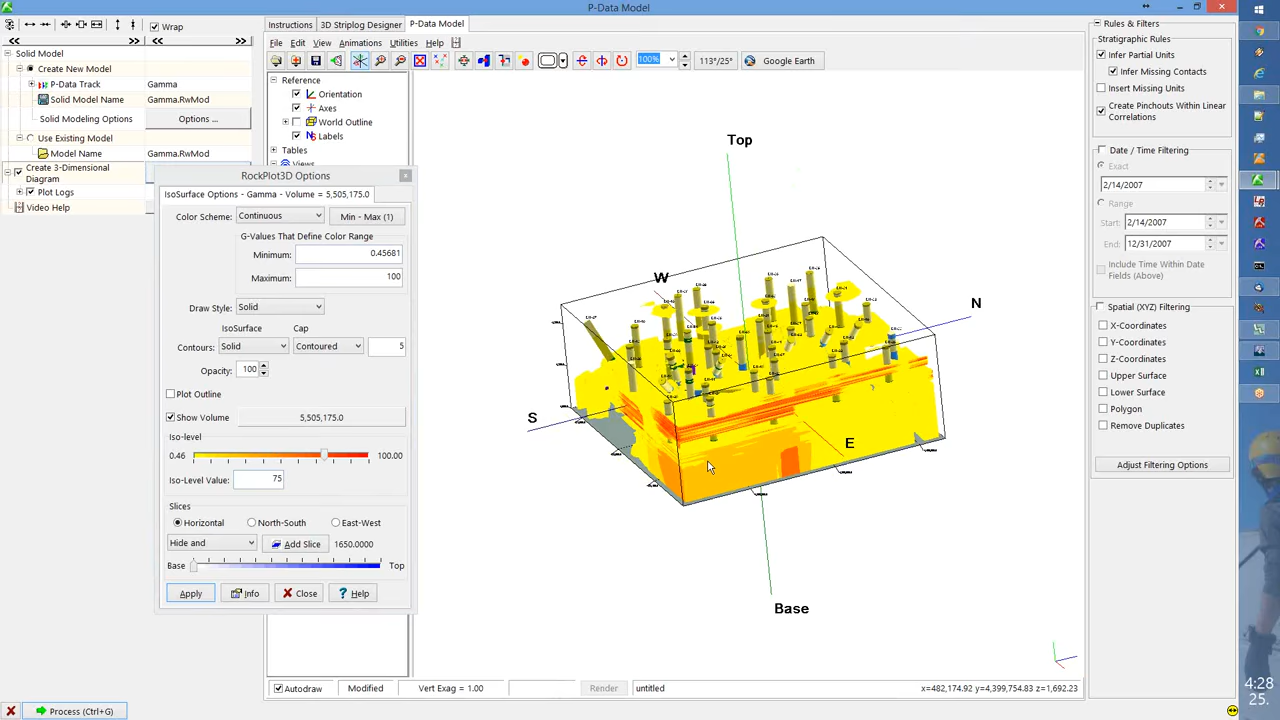 P-Data Model
Wrap
<< >> << >>
Solid Model
Create New Model
P-Data Track Gamma
Solid Model Name Gamma.RwMod
Solid Modeling Options Options ...
Use Existing Model
Model Name Gamma.RwMod
Create 3-Dimensional
Diagram
Plot Logs
Video Help
Process (Ctrl+G)
Instructions 3D Striplog Designer P-Data Model
File Edit View Animations Utilities Help
100% 113°/25° Google Earth
Reference
Orientation
Axes
World Outline
Labels
Tables
Views
RockPlot3D Options
IsoSurface Options - Gamma - Volume = 5,505,175.0
Color Scheme: Continuous Min - Max (1)
G-Values That Define Color Range
Minimum: 0.45681
Maximum: 100
Draw Style: Solid
IsoSurface Cap
Contours: Solid Contoured 5
Opacity: 100
Plot Outline
Show Volume 5,505,175.0
Iso-level
0.46 100.00
Iso-Level Value: 75
Slices
Horizontal North-South East-West
Hide and Add Slice 1650.0000
Base Top
Apply Info Close Help
Top
W
N
S
E
Base
Autodraw Modified Vert Exag = 1.00 Render untitled x=482,174.92 y=4,399,754.83 z=1,692.23
Rules & Filters
Stratigraphic Rules
Infer Partial Units
Infer Missing Contacts
Insert Missing Units
Create Pinchouts Within Linear
Correlations
Date / Time Filtering
Exact
2/14/2007
Range
Start: 2/14/2007
End: 12/31/2007
Include Time Within Date
Fields (Above)
Spatial (XYZ) Filtering
X-Coordinates
Y-Coordinates
Z-Coordinates
Upper Surface
Lower Surface
Polygon
Remove Duplicates
Adjust Filtering Options
4:28
25.